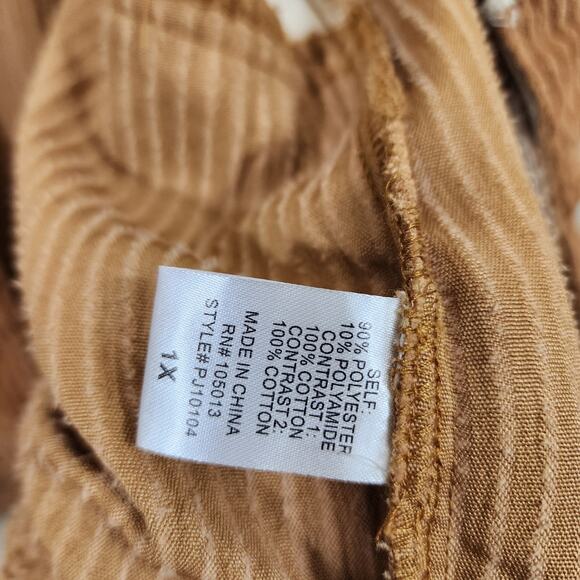 SELF:
90% POLYESTER
10% POLYAMIDE
CONTRAST 1:
100% COTTON
CONTRAST 2:
100% COTTON
MADE IN CHINA
RN# 105013
STYLE# PJ10104
1X